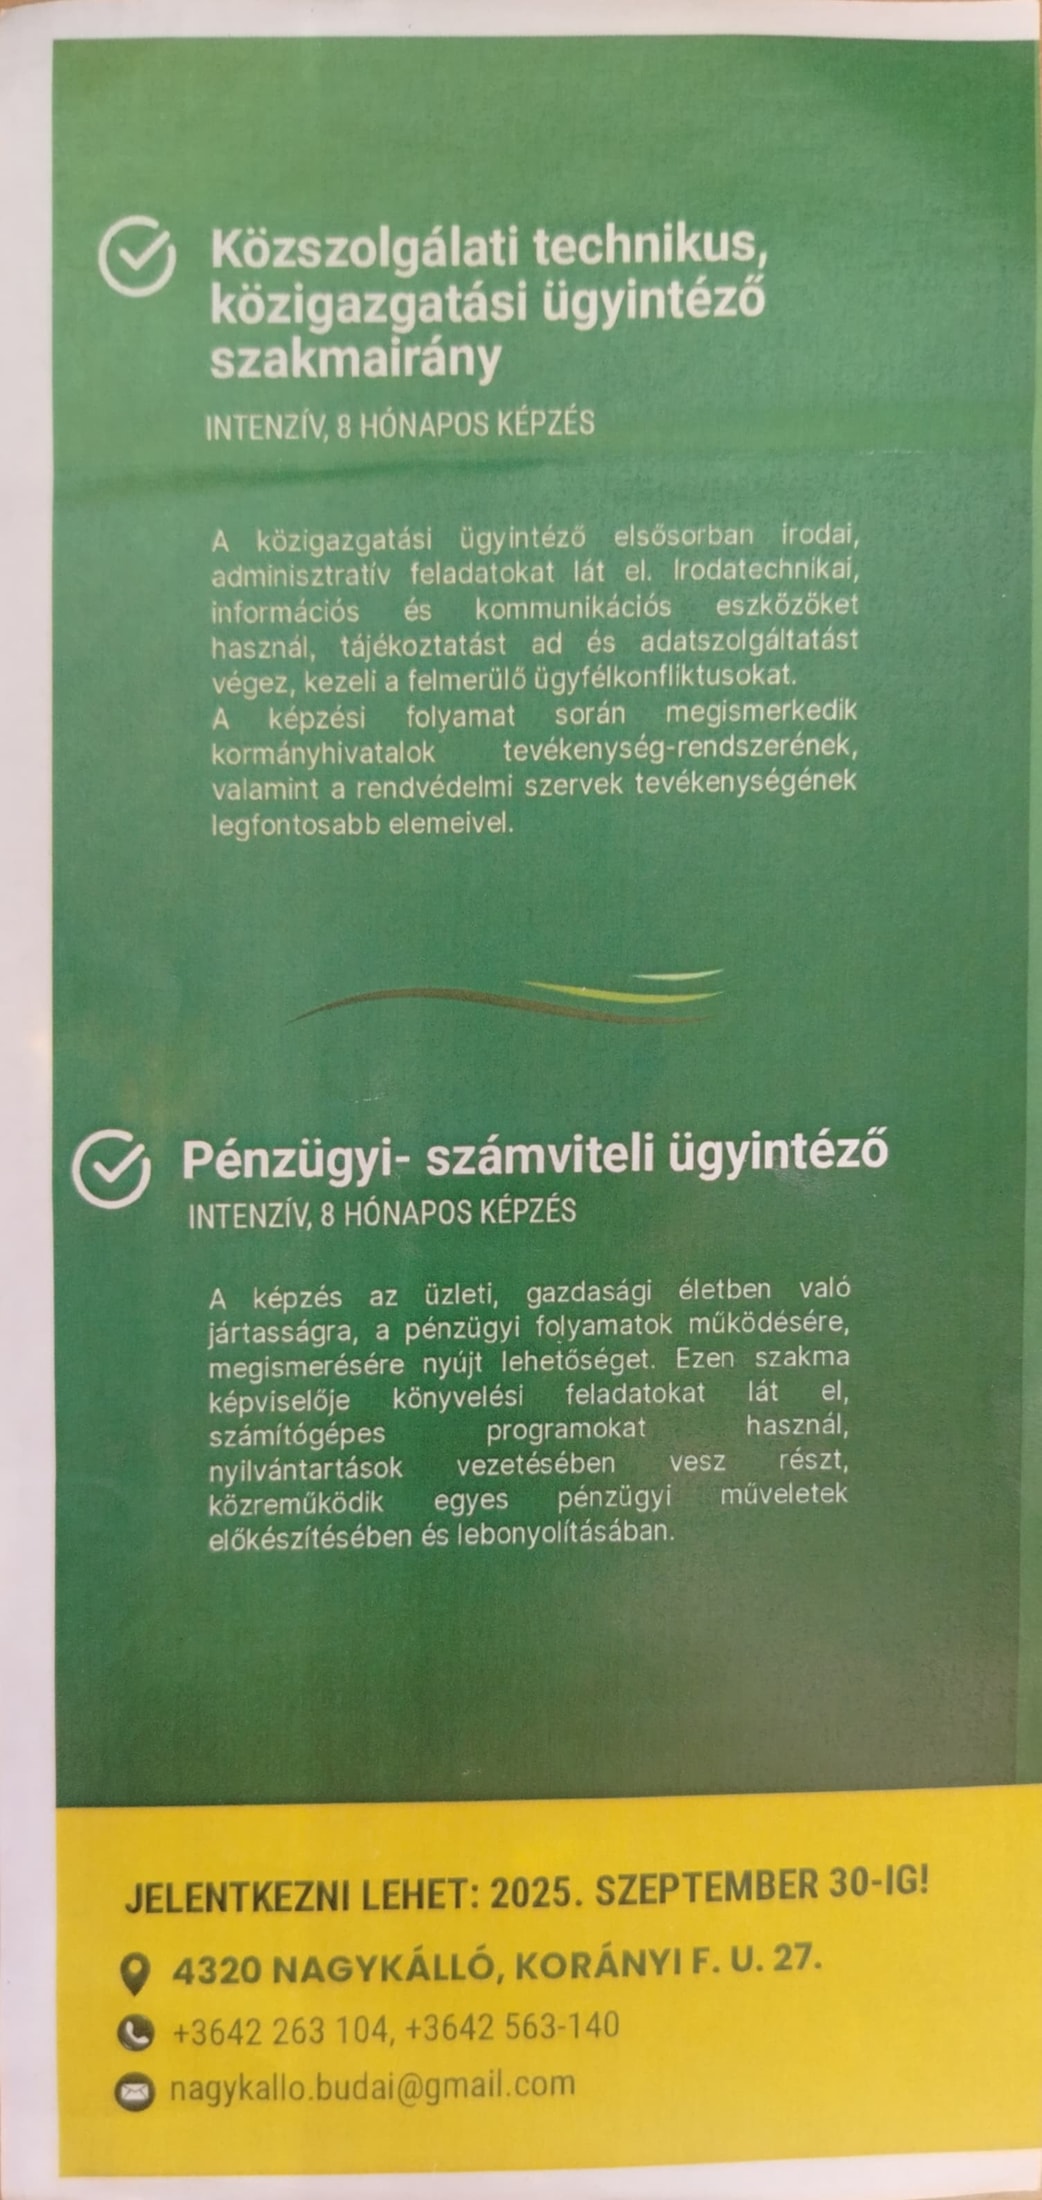 Közszolgálati technikus,
közigazgatási ügyintéző
szakmairány
INTENZÍV, 8 HÓNAPOS KÉPZÉS
A közigazgatási ügyintéző elsősorban irodai,
adminisztratív feladatokat lát el. Irodatechnikai,
információs és kommunikációs eszközöket
használ, tájékoztatást ad és adatszolgáltatást
végez, kezeli a felmerülő ügyfélkonfliktusokat.
A képzési folyamat során megismerkedik
kormányhivatalok tevékenység-rendszerének,
valamint a rendvédelmi szervek tevékenységének
legfontosabb elemeivel.
Pénzügyi- számviteli ügyintéző
INTENZÍV, 8 HÓNAPOS KÉPZÉS
A képzés az üzleti, gazdasági életben való
jártasságra, a pénzügyi folyamatok működésére,
megismerésére nyújt lehetőséget. Ezen szakma
képviselője könyvelési feladatokat lát el,
számítógépes programokat használ,
nyilvántartások vezetésében vesz részt,
közreműködik egyes pénzügyi műveletek
előkészítésében és lebonyolításában.
JELENTKEZNI LEHET: 2025. SZEPTEMBER 30-IG!
4320 NAGYKÁLLÓ, KORÁNYI F. U. 27.
+3642 263 104, +3642 563-140
nagykallo.budai@gmail.com